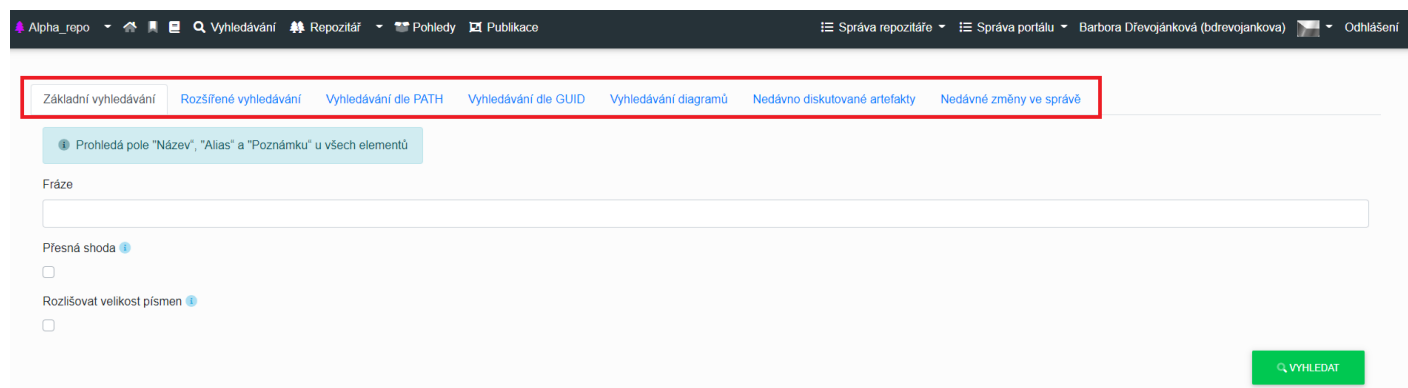 Alpha_repo Vyhledávání Repozitář Pohledy Publikace Správa repozitáře Správa portálu Barbora Dřevojánková (bdrevojankova) Odhlášení
Základní vyhledávání Rozšířené vyhledávání Vyhledávání dle PATH Vyhledávání dle GUID Vyhledávání diagramů Nedávno diskutované artefakty Nedávné změny ve správě
Prohledá pole "Název", "Alias" a "Poznámku" u všech elementů
Fráze
Přesná shoda
Rozlišovat velikost písmen
VYHLEDAT